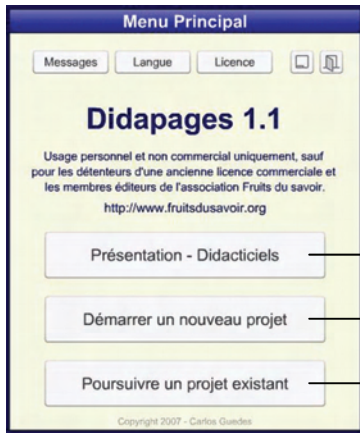 Menu Principal
Messages Langue Licence
Didapages 1.1
Usage personnel et non commercial uniquement, sauf
pour les détenteurs d'une ancienne licence commerciale et
les membres éditeurs de l'association Fruits du savoir.
http://www.fruitsdusavoir.org
Présentation - Didacticiels
Démarrer un nouveau projet
Poursuivre un projet existant
Copyright 2007 - Carlos Guedes